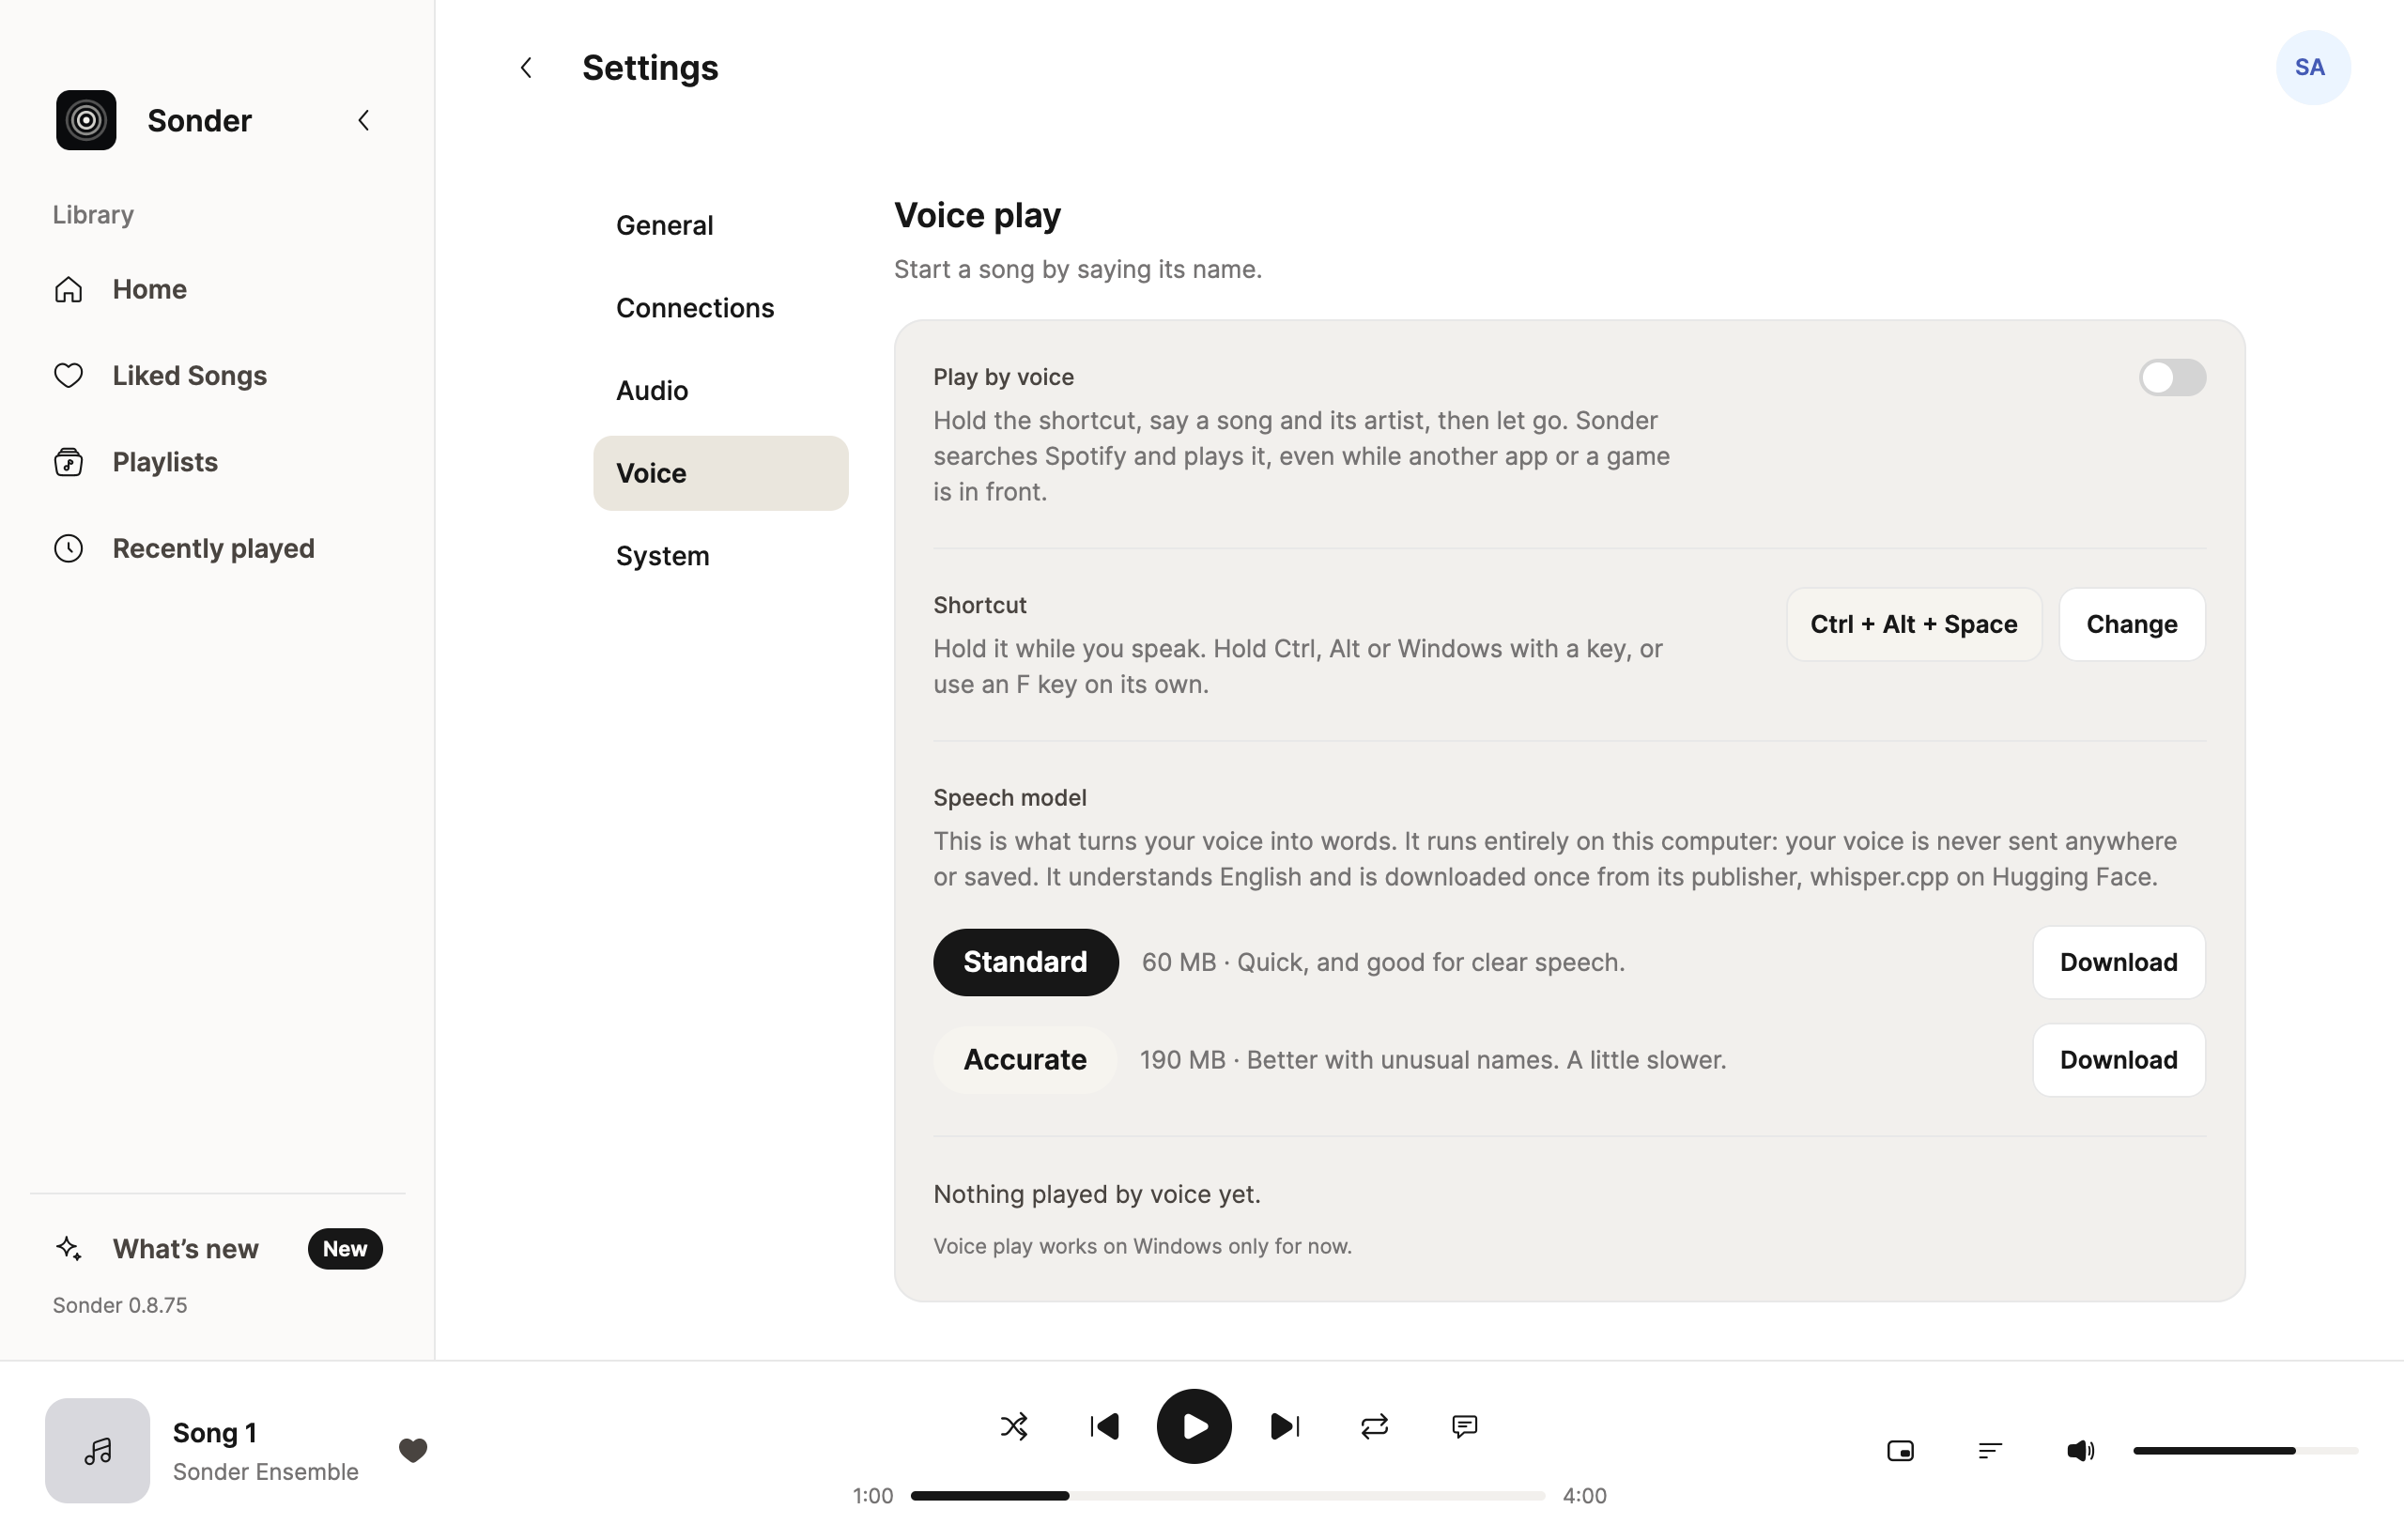 Sonder
Library
Home
Liked Songs
Playlists
Recently played
What’s new
New
Sonder 0.8.75
Settings
SA
General
Connections
Audio
Voice
System
Voice play
Start a song by saying its name.
Play by voice
Hold the shortcut, say a song and its artist, then let go. Sonder
searches Spotify and plays it, even while another app or a game
is in front.
Shortcut
Hold it while you speak. Hold Ctrl, Alt or Windows with a key, or
use an F key on its own.
Ctrl + Alt + Space
Change
Speech model
This is what turns your voice into words. It runs entirely on this computer: your voice is never sent anywhere
or saved. It understands English and is downloaded once from its publisher, whisper.cpp on Hugging Face.
Standard
60 MB · Quick, and good for clear speech.
Download
Accurate
190 MB · Better with unusual names. A little slower.
Download
Nothing played by voice yet.
Voice play works on Windows only for now.
Song 1
Sonder Ensemble
1:00
4:00